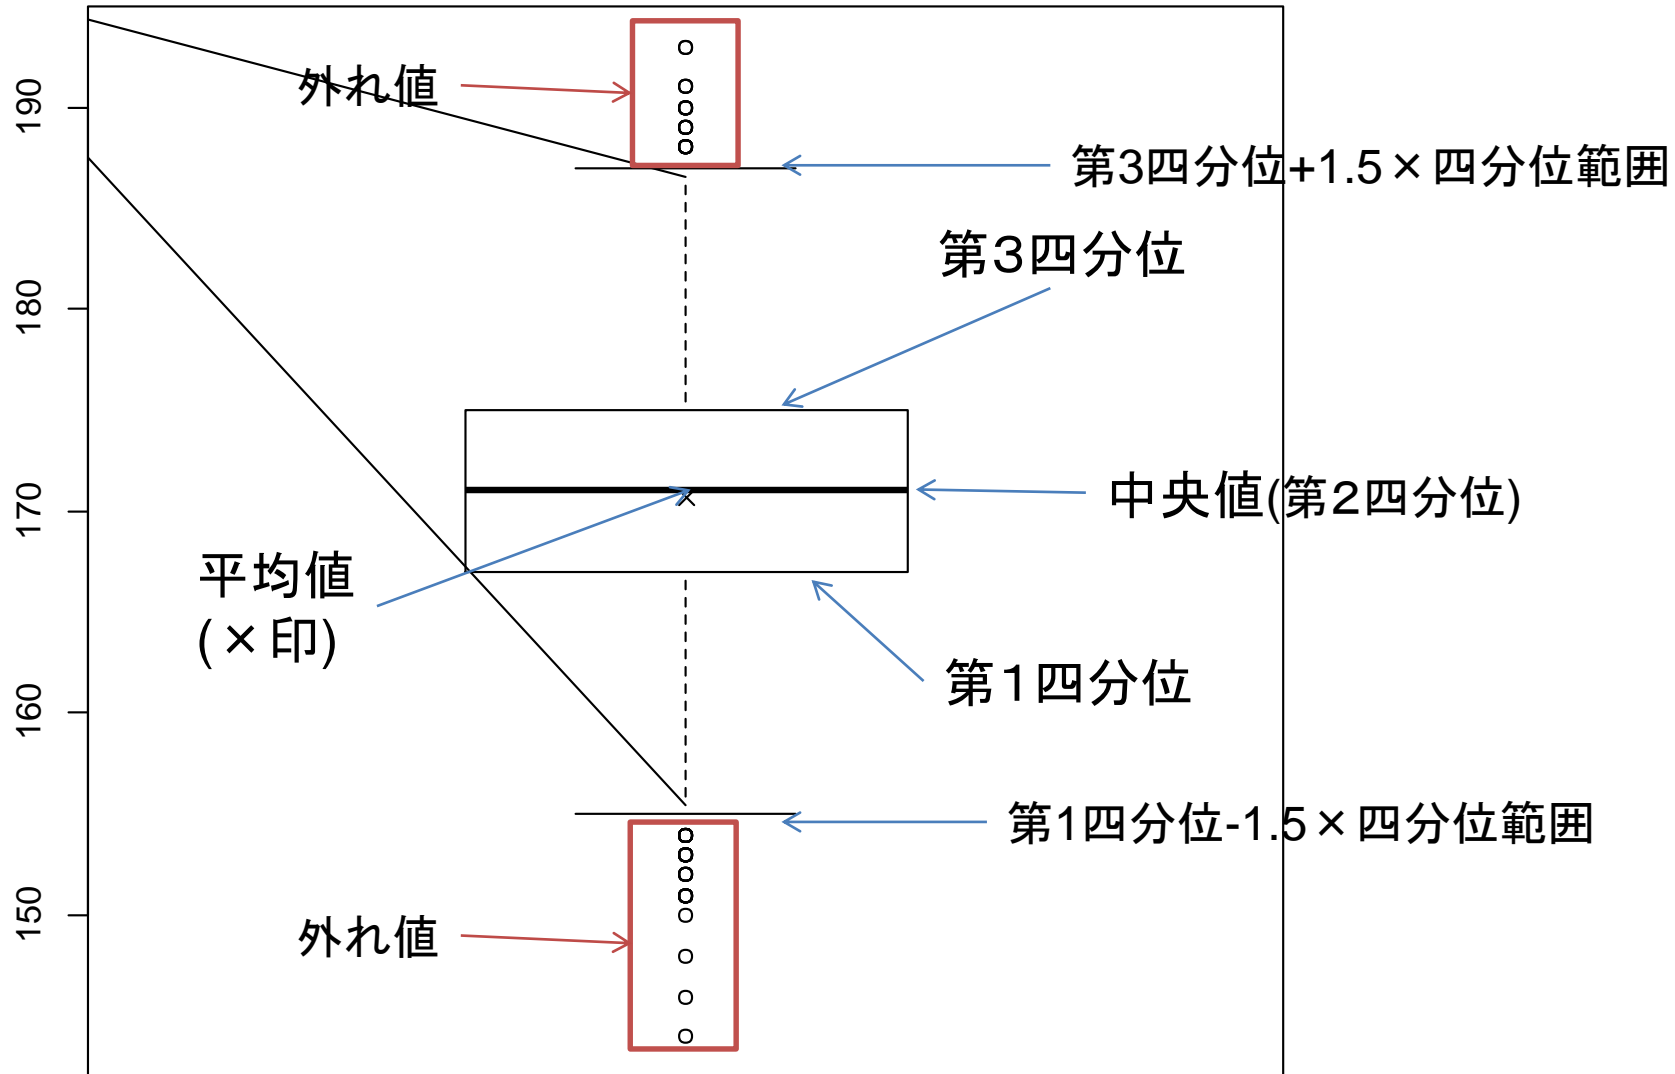 外れ値
190
第3四分位+1.5×四分位範囲
第３四分位
180
170
中央値(第２四分位)
平均値
(×印)
第１四分位
160
第1四分位-1.5×四分位範囲
150
外れ値